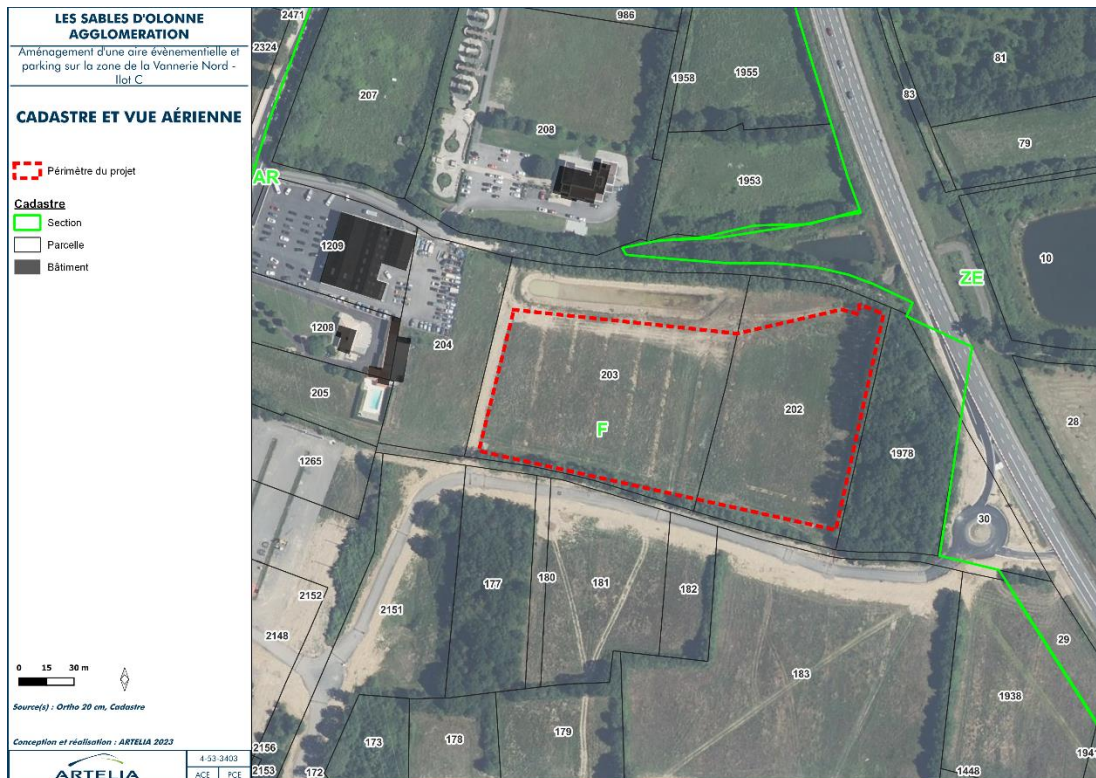 LES SABLES D'OLONNE
AGGLOMERATION
Aménagement d'une aire évènementielle et
parking sur la zone de la Vannerie Nord -
Ilot C
CADASTRE ET VUE AÉRIENNE
Périmètre du projet
Cadastre
Section
Parcelle
Bâtiment
0 15 30 m
Source(s) : Ortho 20 cm, Cadastre
Conception et réalisation : ARTELIA 2023
ARTELIA
4-53-3403
ACE PCE
2471
986
2324
81
1955
1958
207
83
208
79
AR
1953
1209
10
ZE
1208
204
203
205
202
28
F
1978
1265
30
177
180
181
182
2152
2151
2148
29
183
1938
179
178
173
2156
1941
2153
172
1448